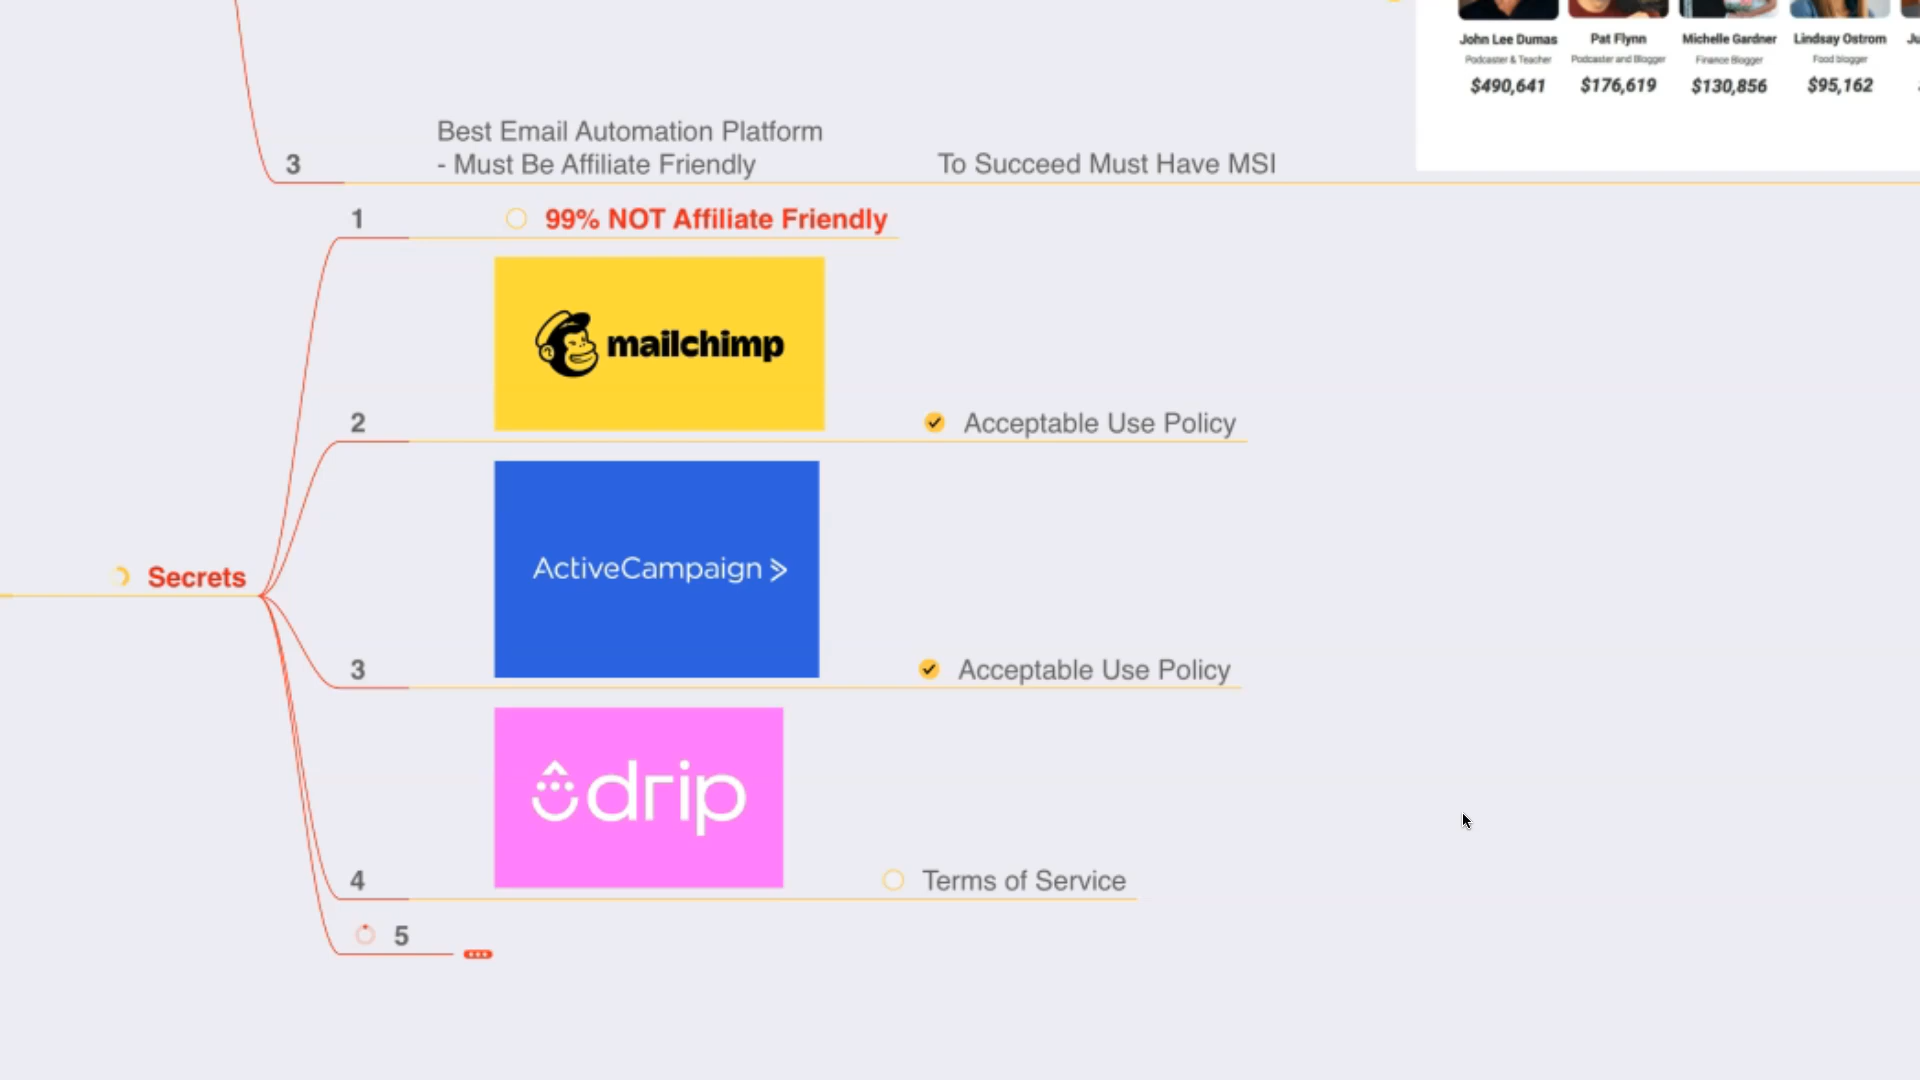 John Lee Dumas
Podcaster & Teacher
$490,641
Pat Flynn
Podcaster and Blogger
$176,619
Michelle Gardner
Finance Blogger
$130,856
Lindsay Ostrom
Food blogger
$95,162
3
Best Email Automation Platform
- Must Be Affiliate Friendly
To Succeed Must Have MSI
Secrets
1
99% NOT Affiliate Friendly
2
mailchimp
Acceptable Use Policy
3
ActiveCampaign >
Acceptable Use Policy
4
drip
Terms of Service
5